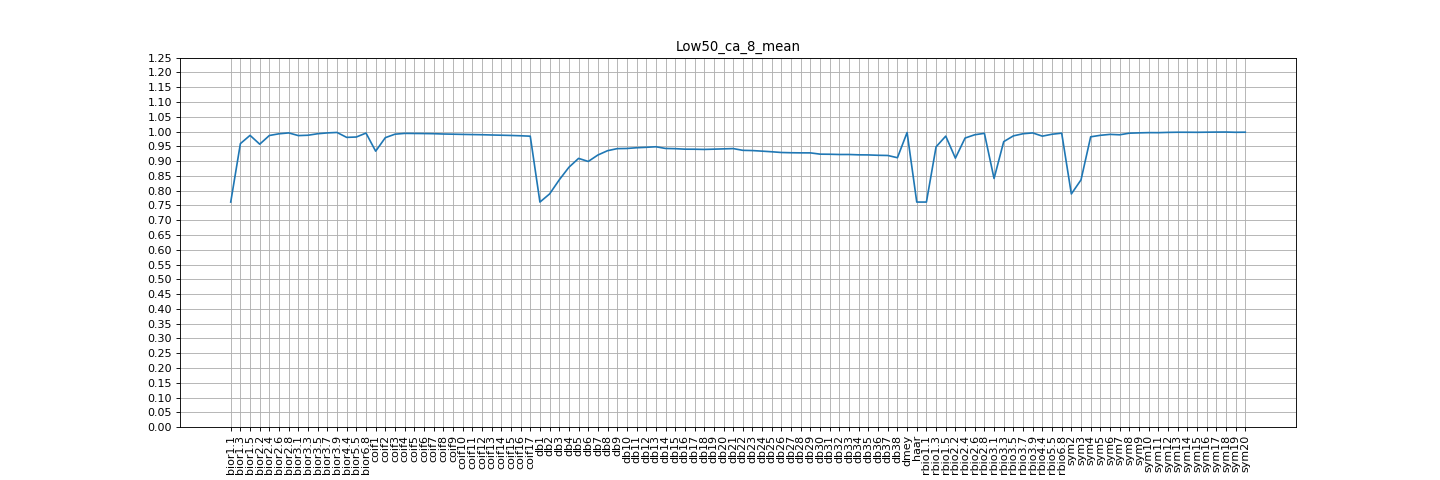 Low50_ca_8_mean
1.25
1.20
1.15
1.10
1.05
1.00
0.95
0.90
0.85
0.80
0.75
0.70
0.65
0.60
0.55
0.50
0.45
0.40
0.35
0.30
0.25
0.20
0.15
0.10
0.05
0.00
bior1.1
bior1.3
bior1.5
bior2.2
bior2.4
bior2.6
bior2.8
bior3.1
bior3.3
bior3.5
bior3.7
bior3.9
bior4.4
bior5.5
bior6.8
coif1
coif2
coif3
coif4
coif5
coif6
coif7
coif8
coif9
coif10
coif11
coif12
coif13
coif14
coif15
coif16
coif17
db1
db2
db3
db4
db5
db6
db7
db8
db9
db10
db11
db12
db13
db14
db15
db16
db17
db18
db19
db20
db21
db22
db23
db24
db25
db26
db27
db28
db29
db30
db31
db32
db33
db34
db35
db36
db37
db38
dmey
haar
rbio1.1
rbio1.3
rbio1.5
rbio2.2
rbio2.4
rbio2.6
rbio2.8
rbio3.1
rbio3.3
rbio3.5
rbio3.7
rbio3.9
rbio4.4
rbio5.5
rbio6.8
sym2
sym3
sym4
sym5
sym6
sym7
sym8
sym9
sym10
sym11
sym12
sym13
sym14
sym15
sym16
sym17
sym18
sym19
sym20